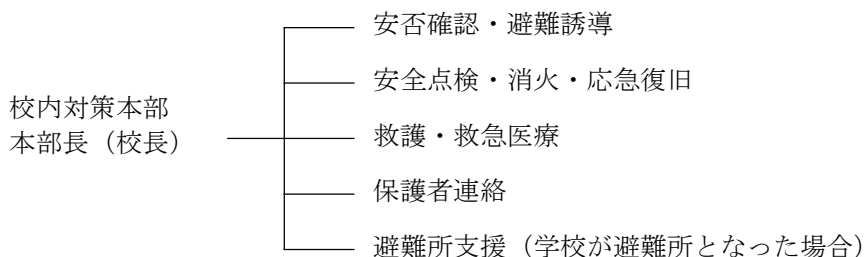 安否確認・避難誘導
安全点検・消火・応急復旧
校内対策本部
本部長（校長）
救護・救急医療
保護者連絡
避難所支援（学校が避難所となった場合）